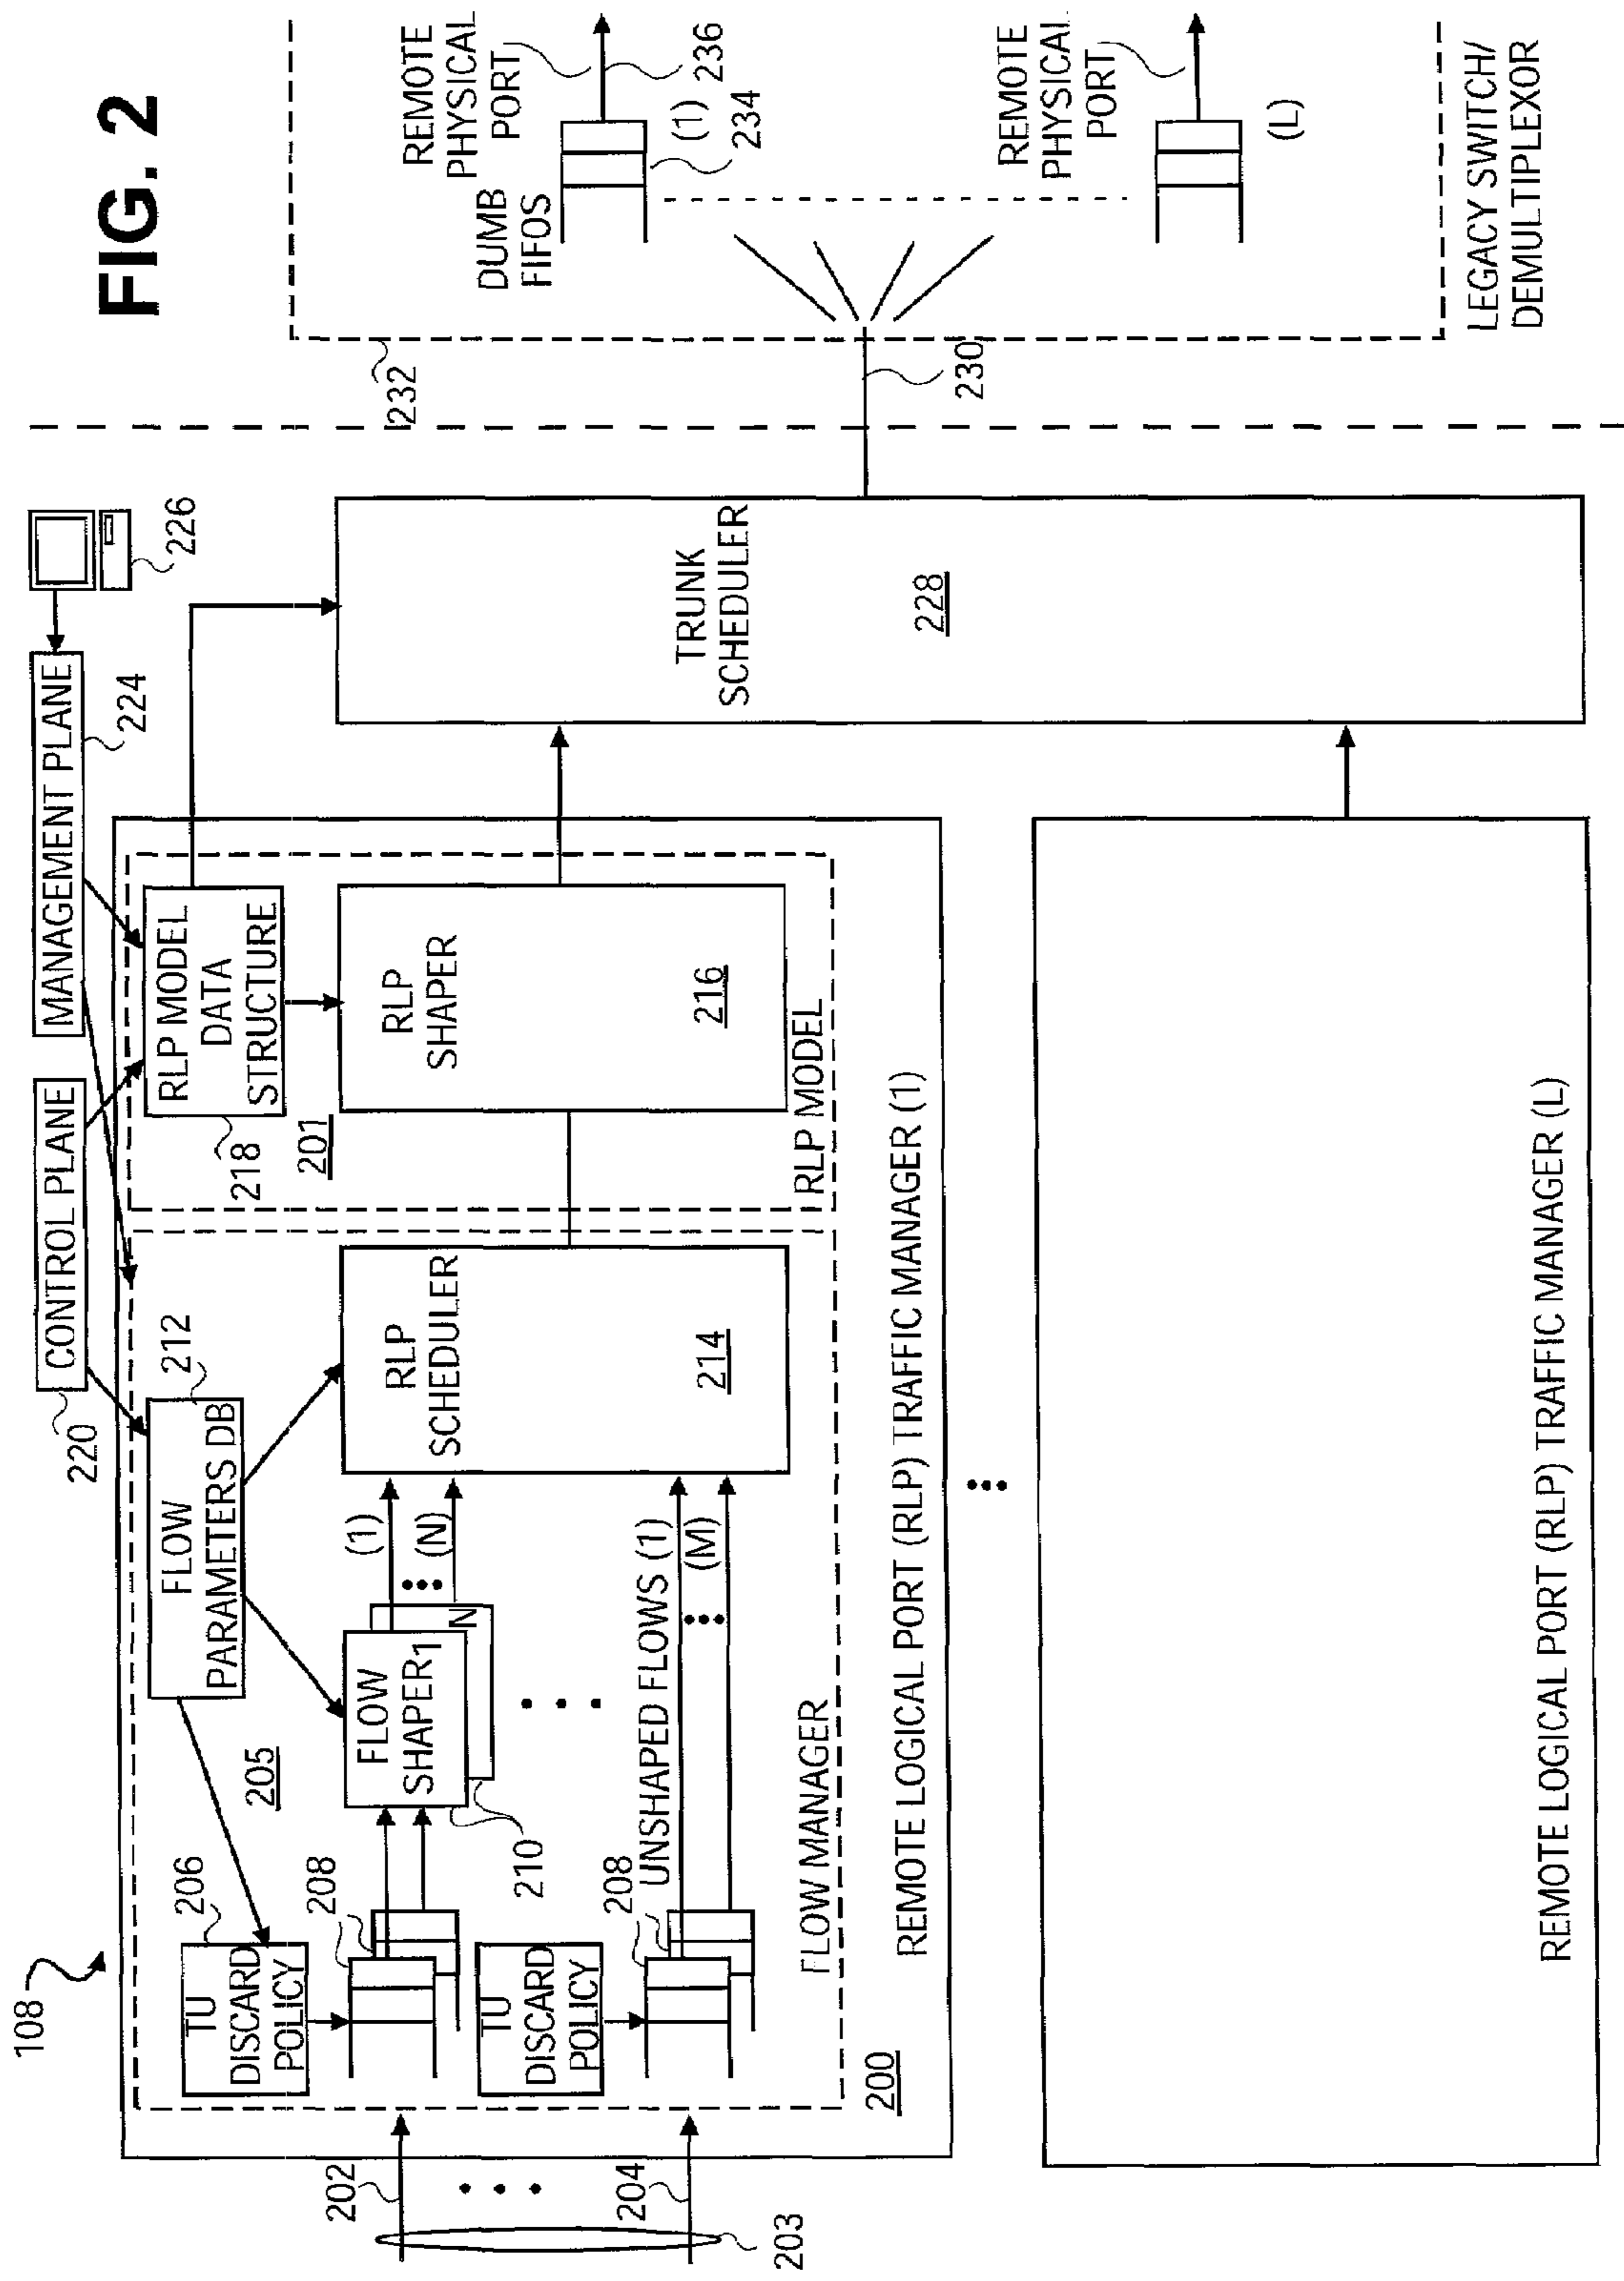 FIG. 2
108
220
CONTROL PLANE
MANAGEMENT PLANE
224
226
206
TU
DISCARD
POLICY
205
FLOW
PARAMETERS DB
212
RLP MODEL
DATA
STRUCTURE
218
201
202
203
204
208
FLOW
SHAPER1
N
210
(1)
(N)
RLP
SCHEDULER
214
RLP
SHAPER
216
TU
DISCARD
POLICY
208
UNSHAPED FLOWS (1)
(M)
FLOW MANAGER
RLP MODEL
200
REMOTE LOGICAL PORT (RLP) TRAFFIC MANAGER (1)
REMOTE LOGICAL PORT (RLP) TRAFFIC MANAGER (L)
TRUNK
SCHEDULER
228
230
232
DUMB
FIFOS
REMOTE
PHYSICAL
PORT
(1)
234
236
REMOTE
PHYSICAL
PORT
(L)
LEGACY SWITCH/
DEMULTIPLEXOR